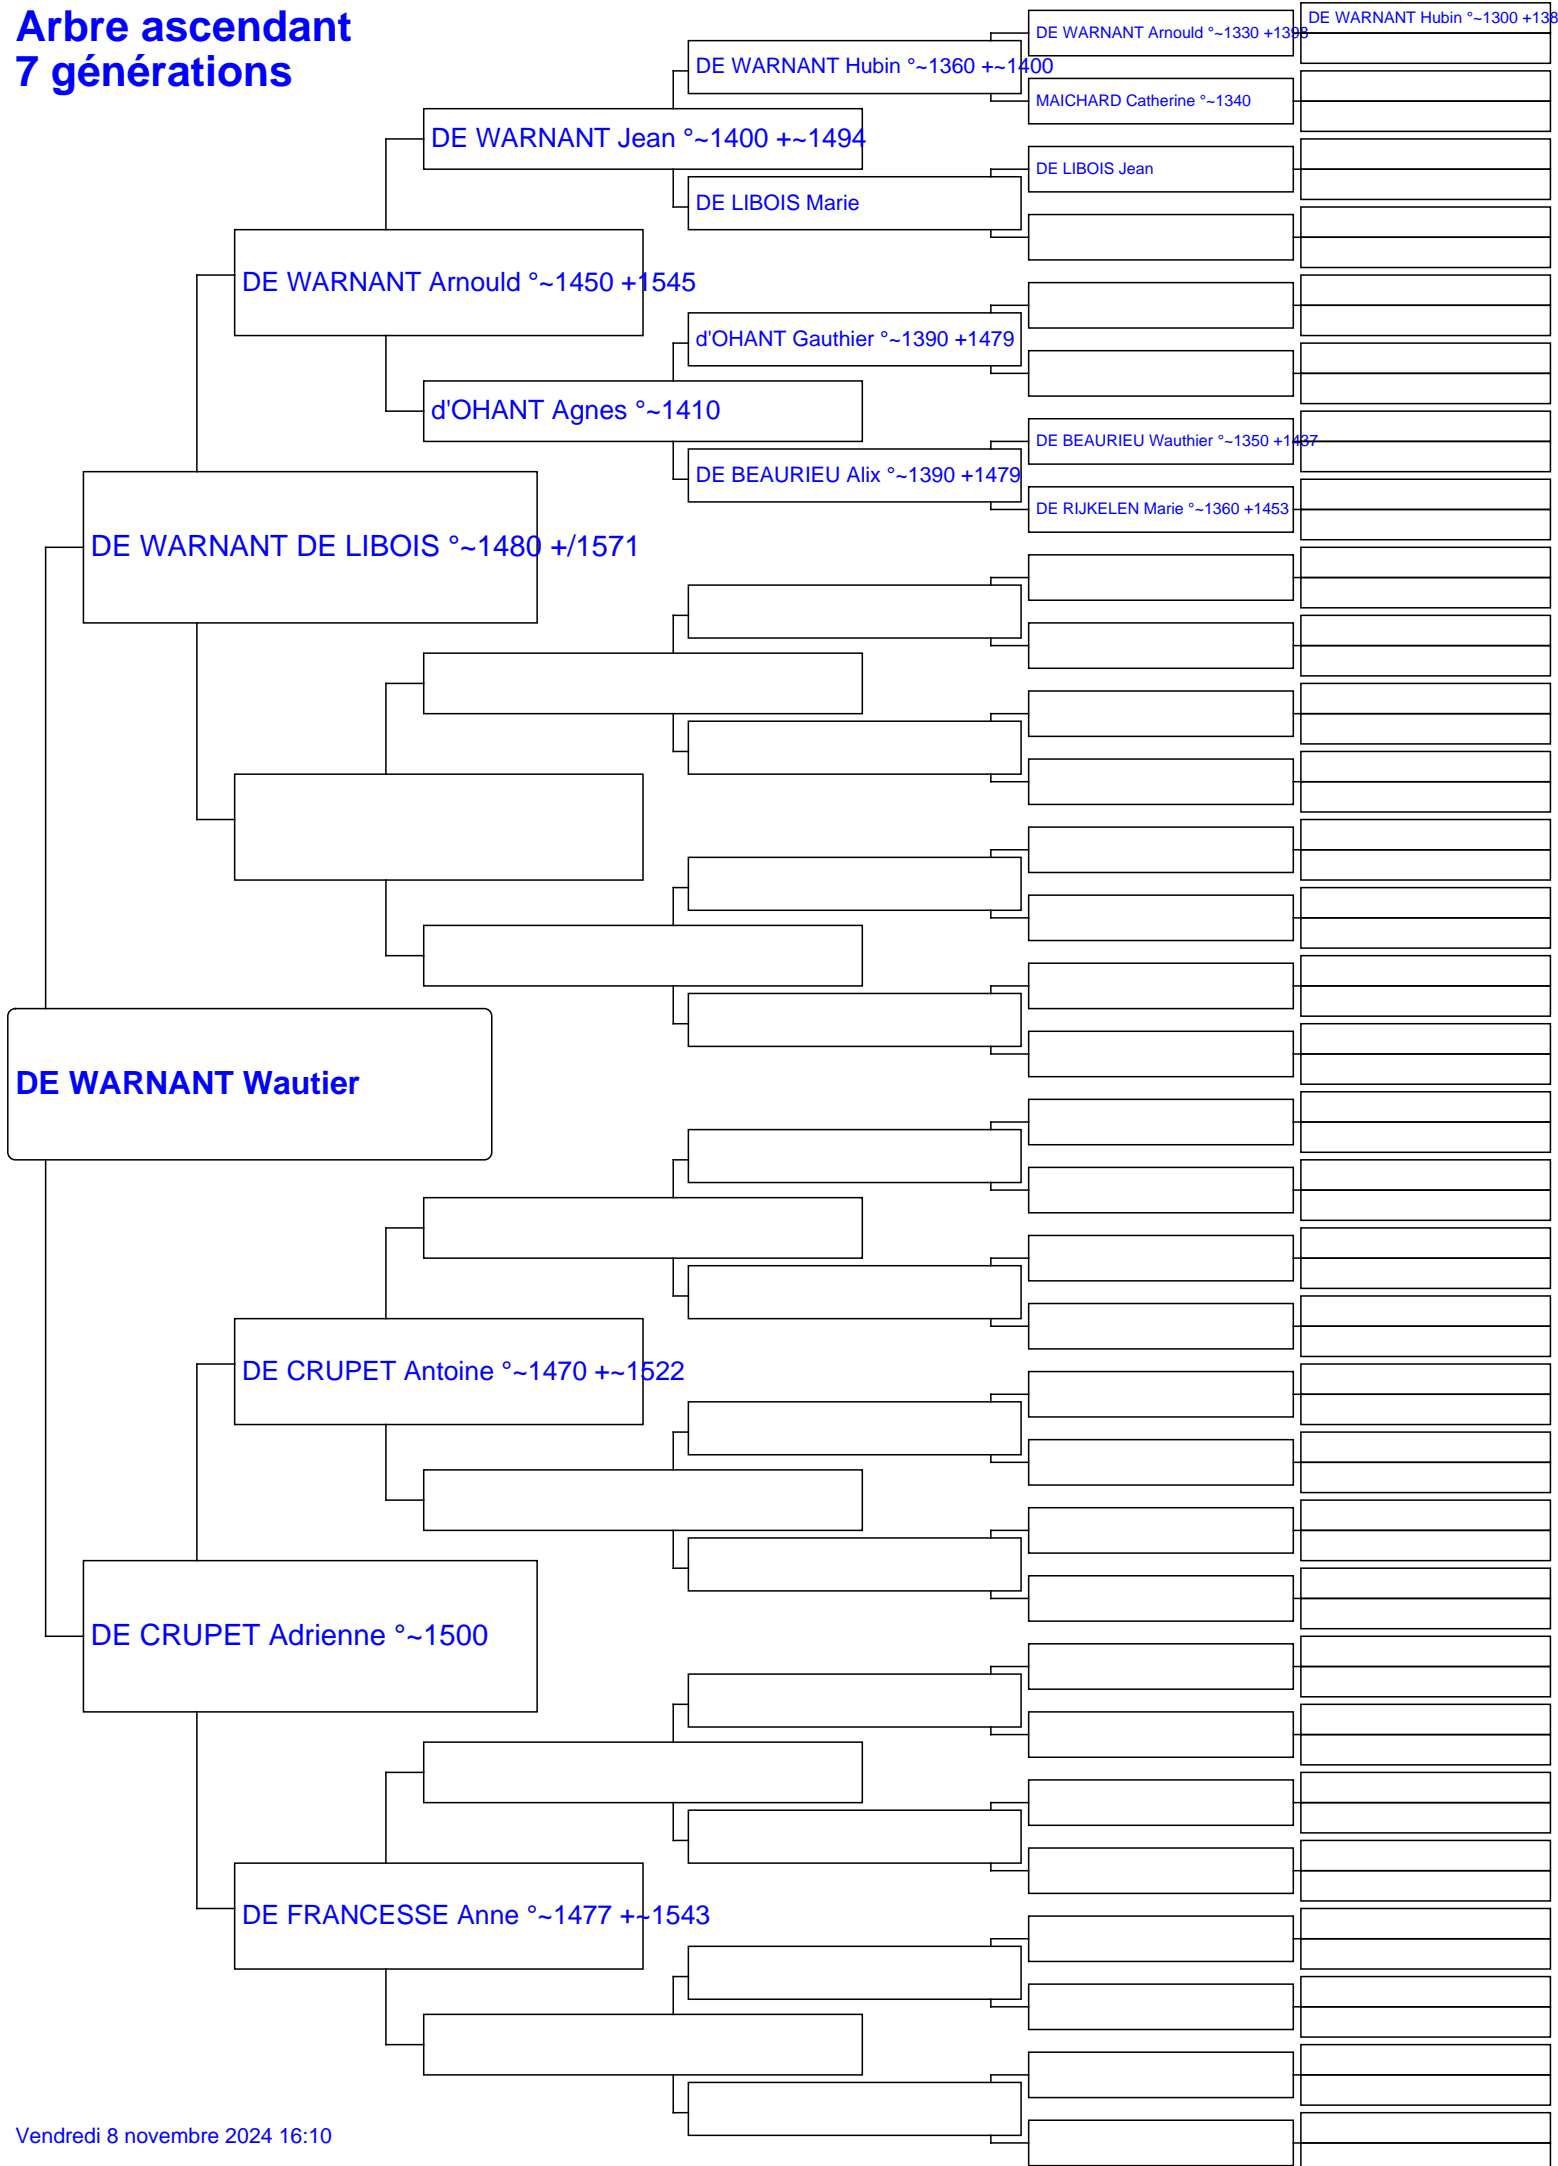 Arbre ascendant
7 générations
DE WARNANT Hubin °~1300 +138
DE WARNANT Arnould °~1330 +1398
DE WARNANT Hubin °~1360 +~1400
MAICHARD Catherine °~1340
DE WARNANT Jean °~1400 +~1494
DE LIBOIS Jean
DE LIBOIS Marie
DE WARNANT Arnould °~1450 +1545
d'OHANT Gauthier °~1390 +1479
d'OHANT Agnes °~1410
DE BEAURIEU Wauthier °~1350 +1437
DE BEAURIEU Alix °~1390 +1479
DE RIJKELEN Marie °~1360 +1453
DE WARNANT DE LIBOIS °~1480 +/1571
DE WARNANT Wautier
DE CRUPET Antoine °~1470 +~1522
DE CRUPET Adrienne °~1500
DE FRANCESSE Anne °~1477 +~1543
Vendredi 8 novembre 2024 16:10